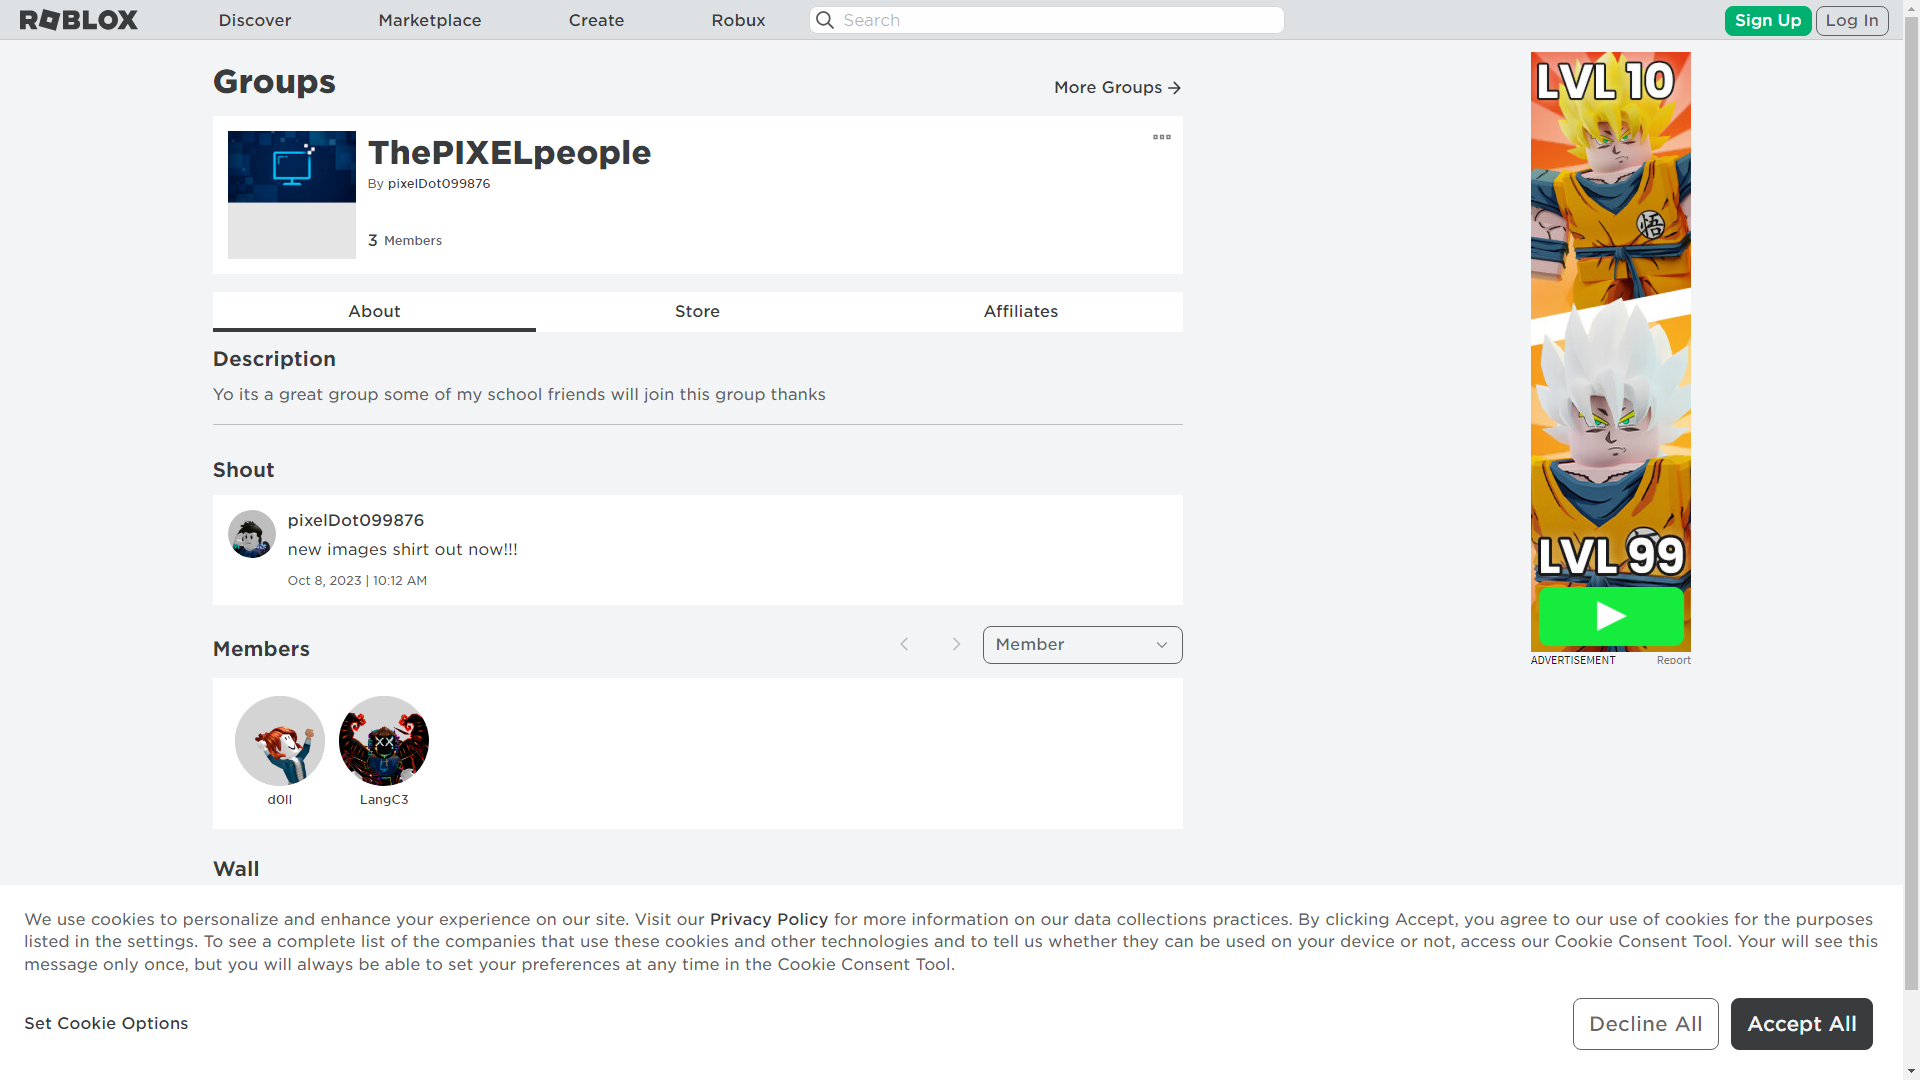 ROBLOX
Discover
Marketplace
Create
Robux
Search
Sign Up
Log In
Groups
More Groups
ThePIXELpeople
By pixelDot099876
3 Members
About
Store
Affiliates
Description
Yo its a great group some of my school friends will join this group thanks
Shout
pixelDot099876
new images shirt out now!!!
Oct 8, 2023 | 10:12 AM
Members
Member
d0ll
LangC3
Wall
LVL 10
悟
LVL 99
ADVERTISEMENT
Report
We use cookies to personalize and enhance your experience on our site. Visit our Privacy Policy for more information on our data collections practices. By clicking Accept, you agree to our use of cookies for the purposes
listed in the settings. To see a complete list of the companies that use these cookies and other technologies and to tell us whether they can be used on your device or not, access our Cookie Consent Tool. Your will see this
message only once, but you will always be able to set your preferences at any time in the Cookie Consent Tool.
Set Cookie Options
Decline All
Accept All